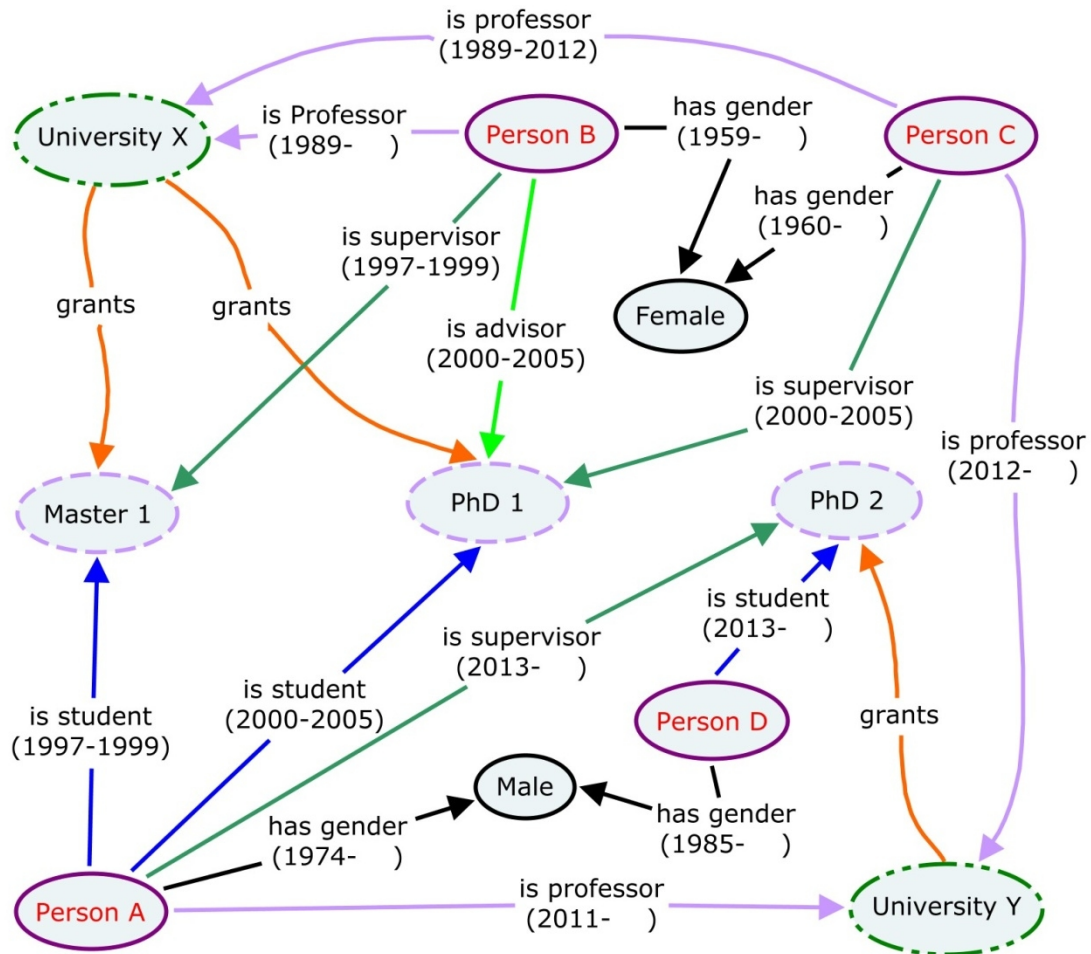 is professor
(1989-2012)
University X
is Professor
(1989-    )
Person B
has gender
(1959-    )
Person C
has gender
(1960-    )
is supervisor
(1997-1999)
grants
grants
Female
is advisor
(2000-2005)
is supervisor
(2000-2005)
is professor
(2012-    )
Master 1
PhD 1
PhD 2
is student
(2013-    )
is supervisor
(2013-    )
is student
(2000-2005)
is student
(1997-1999)
Person D
grants
Male
has gender
(1974-    )
has gender
(1985-    )
Person A
is professor
(2011-    )
University Y